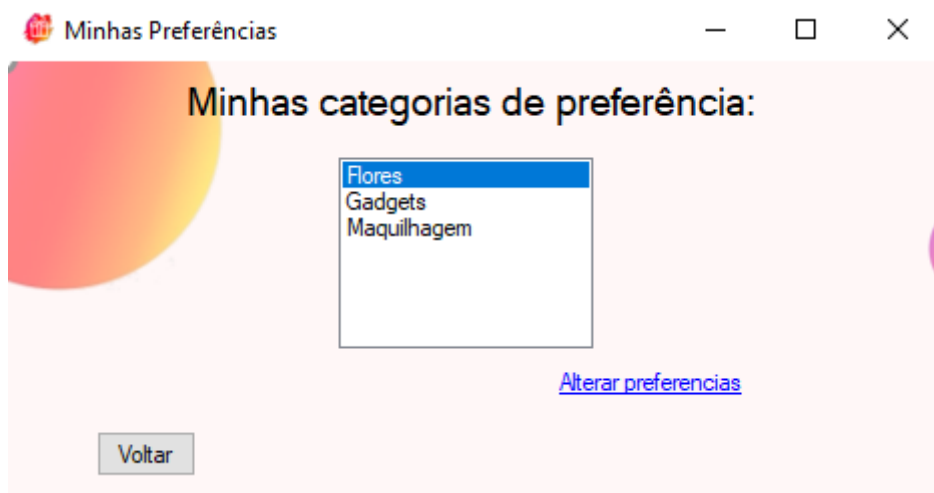 Minhas Preferências
Minhas categorias de preferência:
Flores
Gadgets
Maquilhagem
Alterar preferencias
Voltar